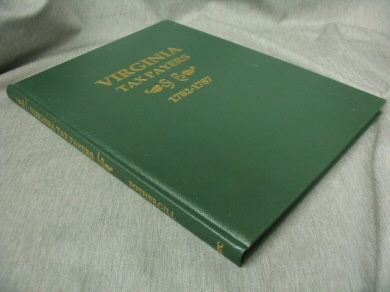 VIRGINIA
TAX PAYERS
1782-1787
VIRGINIA TAX PAYERS
FOTHERGILL